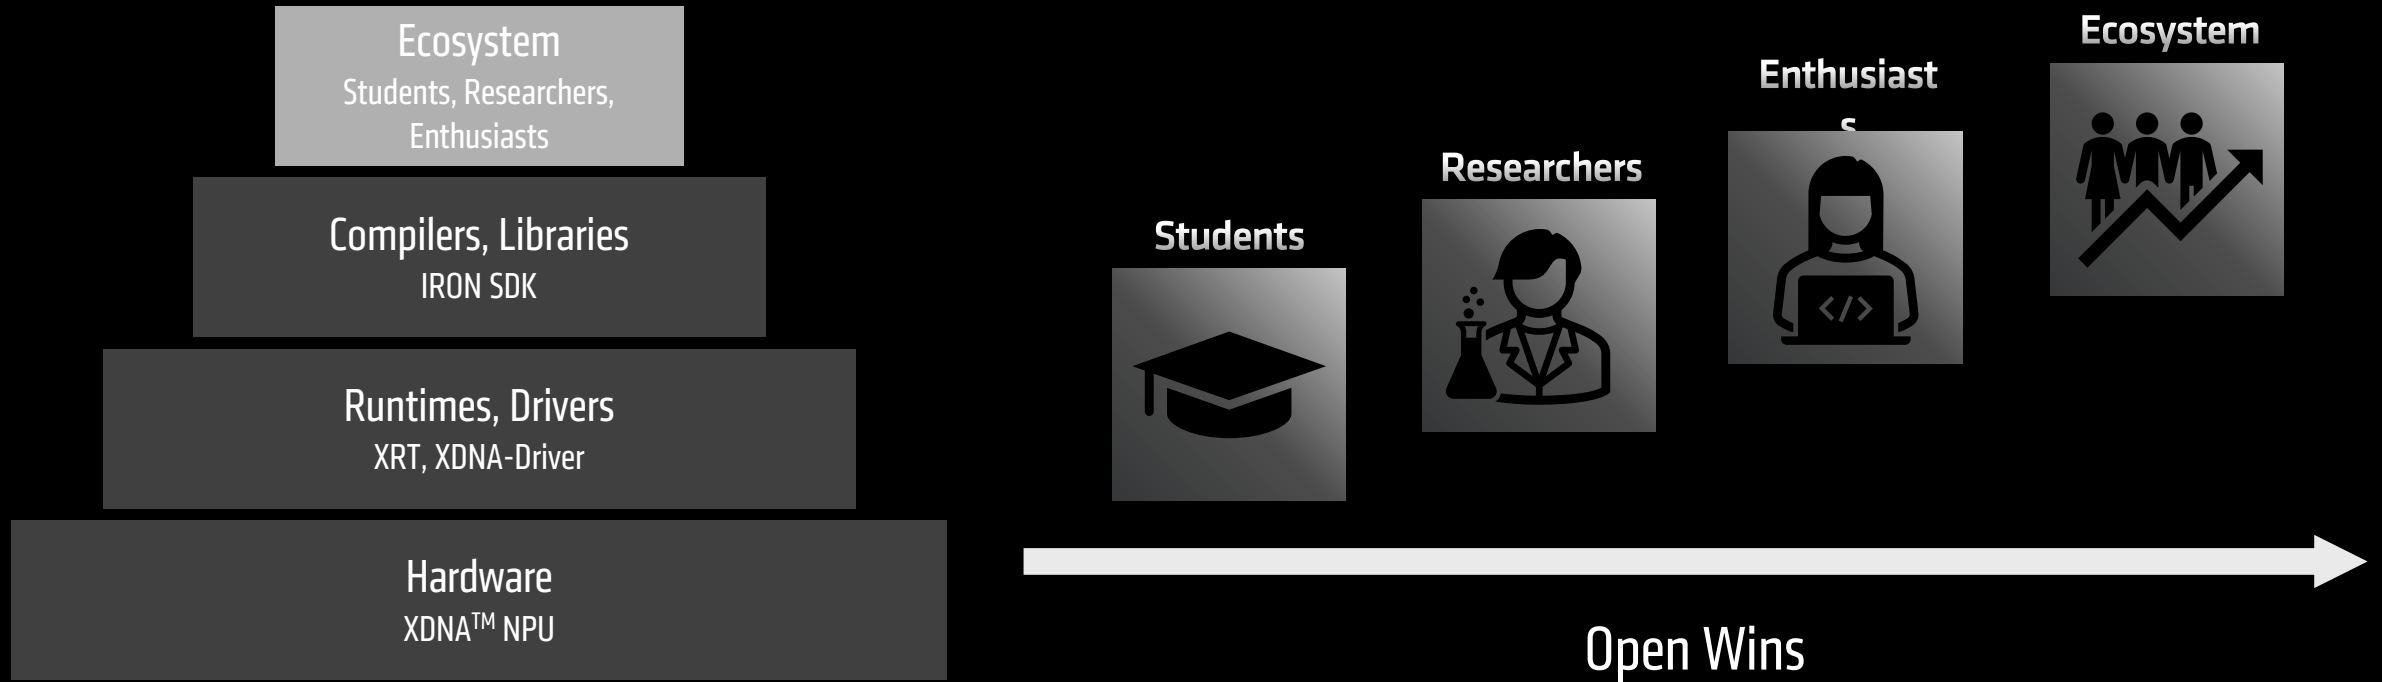 Ecosystem
Students, Researchers,
Enthusiasts
Compilers, Libraries
IRON SDK
Runtimes, Drivers
XRT, XDNA-Driver
Hardware
XDNA™ NPU
Students
Researchers
Enthusiast
s
Ecosystem
</>
Open Wins